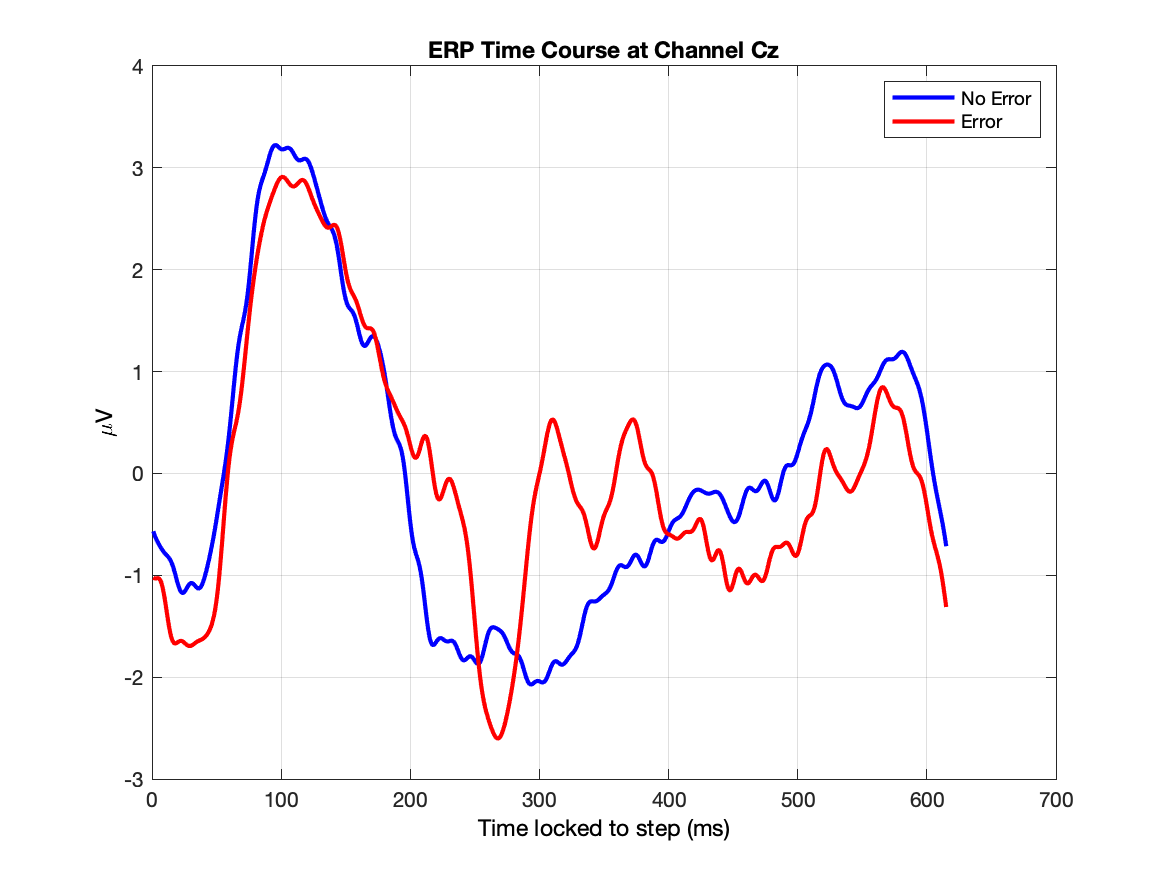 ERP Time Course at Channel Cz
4
3
2
1
0
-1
-2
-3
μV
No Error
Error
0 100 200 300 400 500 600 700
Time locked to step (ms)